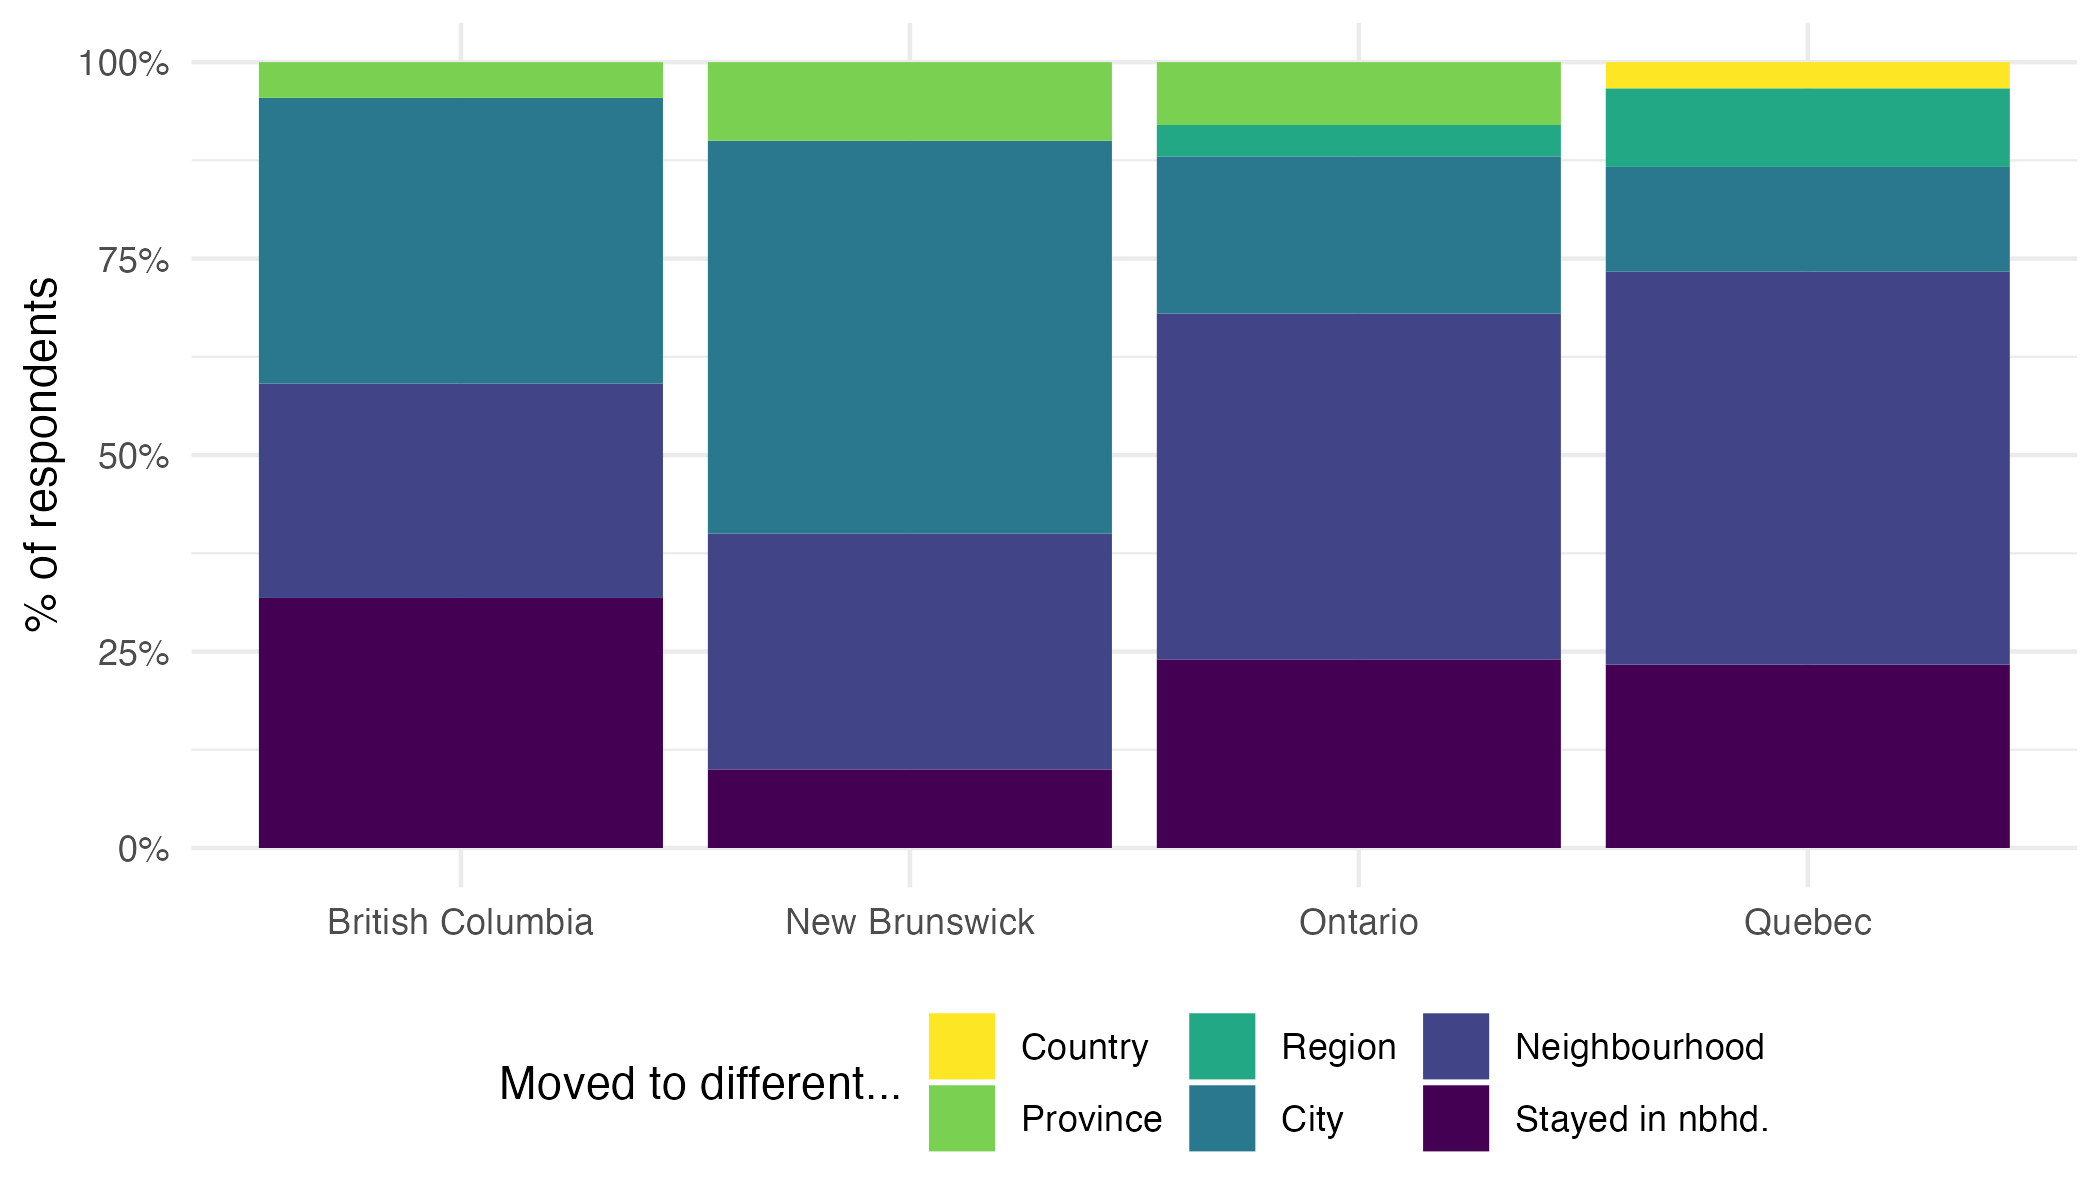 % of respondents
100%
75%
50%
25%
0%
British Columbia
New Brunswick
Ontario
Quebec
Moved to different...
Country
Province
Region
City
Neighbourhood
Stayed in nbhd.